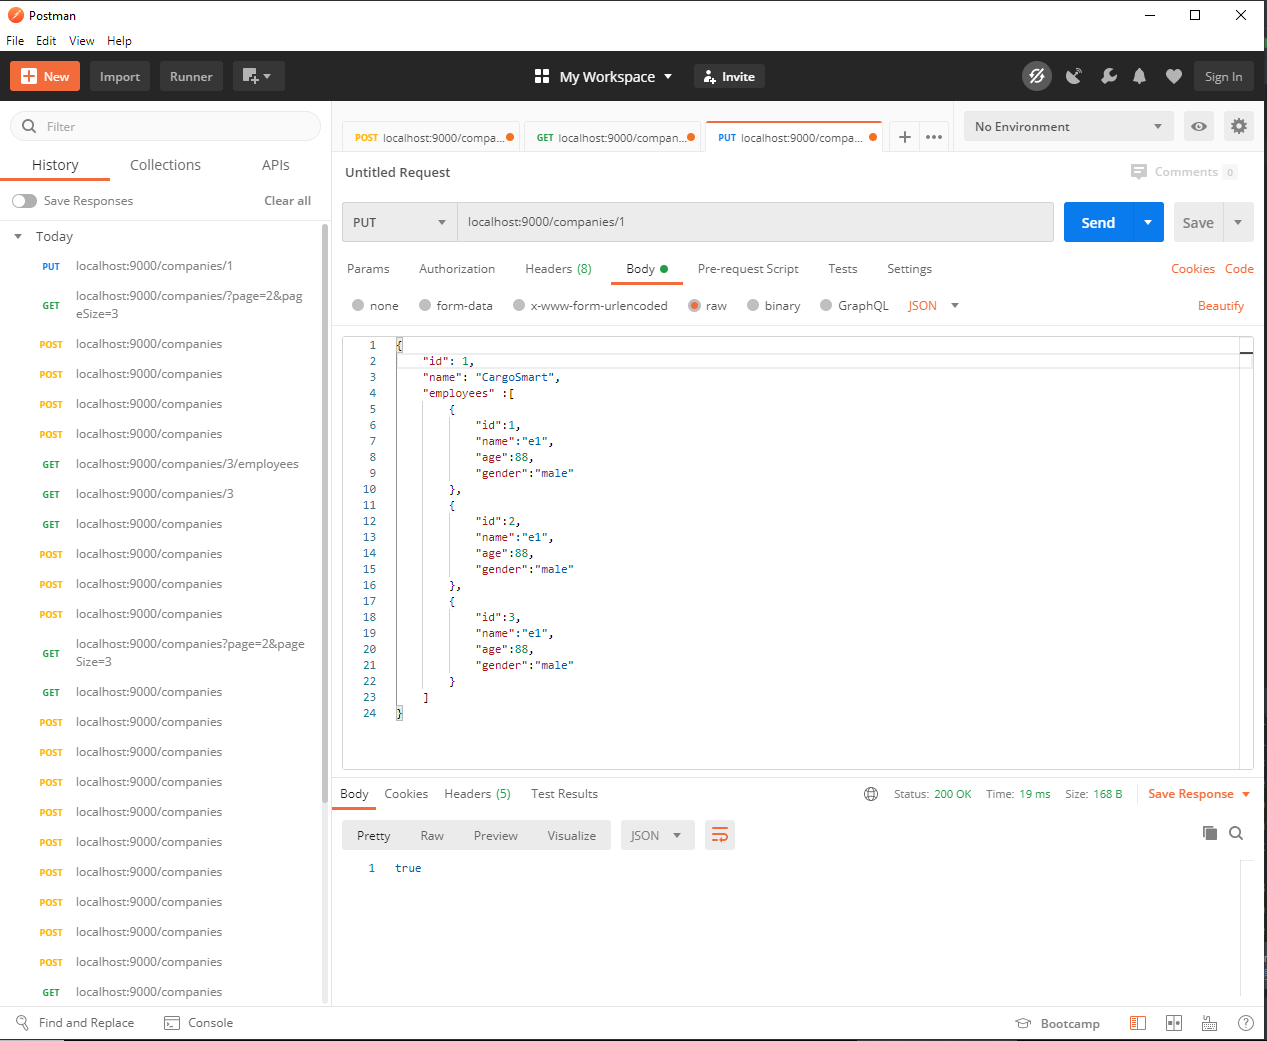 Postman
File Edit View Help
New Import Runner My Workspace Invite Sign In
Filter
History Collections APIs
Save Responses Clear all
Today
PUT localhost:9000/companies/1
GET localhost:9000/companies/?page=2&pag
eSize=3
POST localhost:9000/companies
POST localhost:9000/companies
POST localhost:9000/companies
POST localhost:9000/companies
GET localhost:9000/companies/3/employees
GET localhost:9000/companies/3
GET localhost:9000/companies
POST localhost:9000/companies
POST localhost:9000/companies
POST localhost:9000/companies
GET localhost:9000/companies?page=2&page
Size=3
GET localhost:9000/companies
POST localhost:9000/companies
POST localhost:9000/companies
POST localhost:9000/companies
POST localhost:9000/companies
POST localhost:9000/companies
POST localhost:9000/companies
POST localhost:9000/companies
POST localhost:9000/companies
POST localhost:9000/companies
GET localhost:9000/companies
POST localhost:9000/compa... GET localhost:9000/compan... PUT localhost:9000/compa... + ••• No Environment
Untitled Request Comments 0
PUT localhost:9000/companies/1 Send Save
Params Authorization Headers (8) Body Pre-request Script Tests Settings Cookies Code
none form-data x-www-form-urlencoded raw binary GraphQL JSON Beautify
1 {
2 "id": 1,
3 "name": "CargoSmart",
4 "employees" :[
5 {
6 "id":1,
7 "name":"e1",
8 "age":88,
9 "gender":"male"
10 },
11 {
12 "id":2,
13 "name":"e1",
14 "age":88,
15 "gender":"male"
16 },
17 {
18 "id":3,
19 "name":"e1",
20 "age":88,
21 "gender":"male"
22 }
23 ]
24 }
Body Cookies Headers (5) Test Results Status: 200 OK Time: 19 ms Size: 168 B Save Response
Pretty Raw Preview Visualize JSON
1 true
Find and Replace Console Bootcamp ?